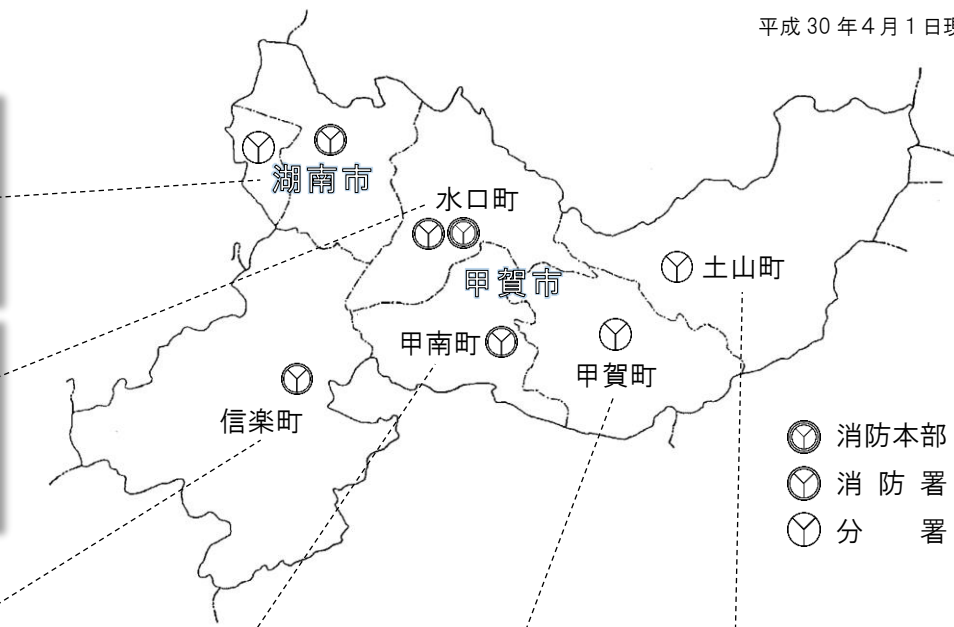 平成30年4月1日現
湖南市
水口町
甲賀市
土山町
甲南町
甲賀町
信楽町
消防本部
消 防 署
分 署